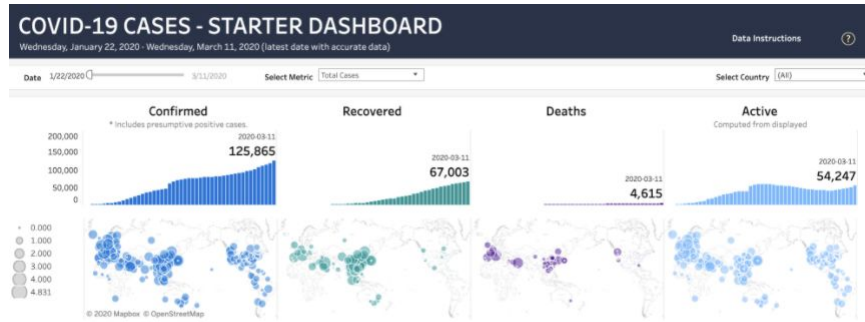 COVID-19 CASES - STARTER DASHBOARD
Wednesday, January 22, 2020 - Wednesday, March 11, 2020 (latest date with accurate data)
Data Instructions
?
Date 1/22/2020 3/11/2020
Select Metric Total Cases
Select Country (All)
Confirmed
* Includes presumptive positive cases.
200,000
150,000
100,000
50,000
0
2020-03-11
125,865
Recovered
2020-03-11
67,003
Deaths
2020-03-11
4,615
Active
Computed from displayed
2020-03-11
54,247
0.000
1.000
2.000
3.000
4.000
4.831
© 2020 Mapbox © OpenStreetMap